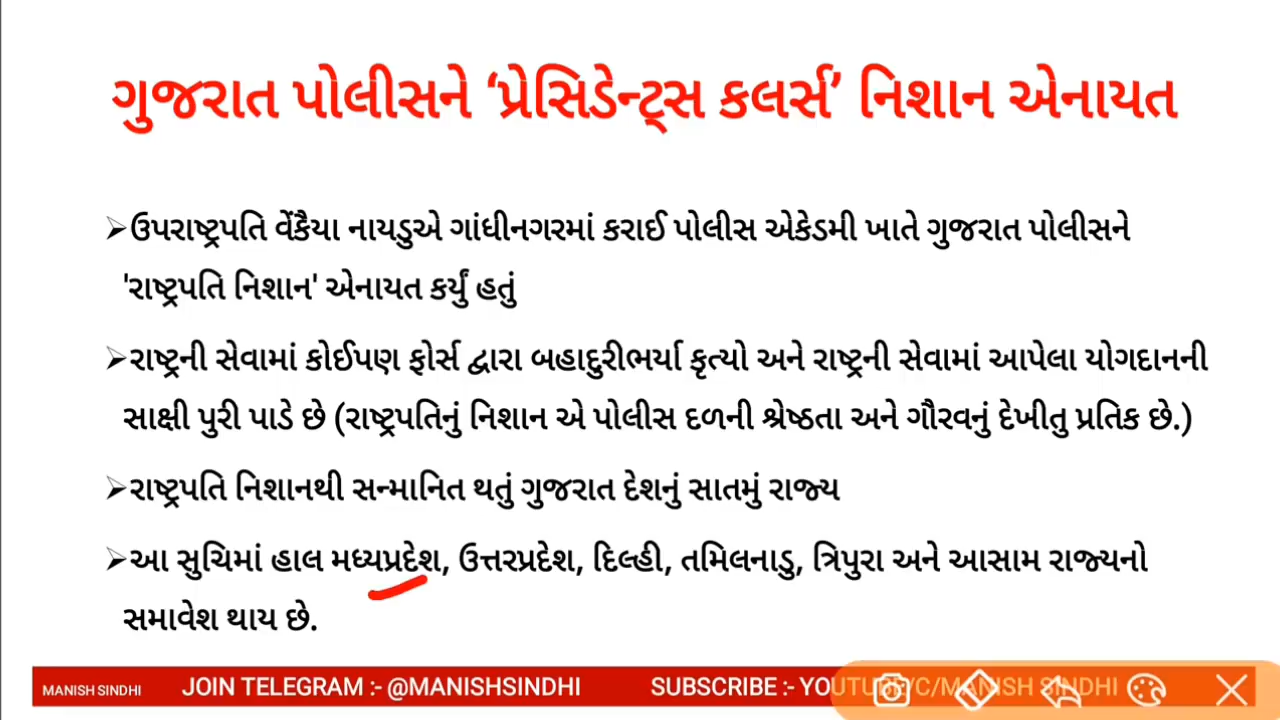 ગુજરાત પોલીસને ‘પ્રેસિડેન્ટ્સ કલર્સ’ નિશાન એનાયત
➢ઉપરાષ્ટ્રપતિ વેંકૈયા નાયડુએ ગાંધીનગરમાં કરાઈ પોલીસ એકેડમી ખાતે ગુજરાત પોલીસને
'રાષ્ટ્રપતિ નિશાન' એનાયત કર્યું હતું
➢રાષ્ટ્રની સેવામાં કોઈપણ ફોર્સ દ્વારા બહાદુરીભર્યા કૃત્યો અને રાષ્ટ્રની સેવામાં આપેલા યોગદાનની
સાક્ષી પુરી પાડે છે (રાષ્ટ્રપતિનું નિશાન એ પોલીસ દળની શ્રેષ્ઠતા અને ગૌરવનું દેખીતુ પ્રતિક છે.)
➢રાષ્ટ્રપતિ નિશાનથી સન્માનિત થતું ગુજરાત દેશનું સાતમું રાજ્ય
➢આ સુચિમાં હાલ મધ્યપ્રદેશ, ઉત્તરપ્રદેશ, દિલ્હી, તમિલનાડુ, ત્રિપુરા અને આસામ રાજ્યનો
સમાવેશ થાય છે.
MANISH SINDHI JOIN TELEGRAM :- @MANISHSINDHI SUBSCRIBE :- YOUTUBE/C/MANISH SINDHI